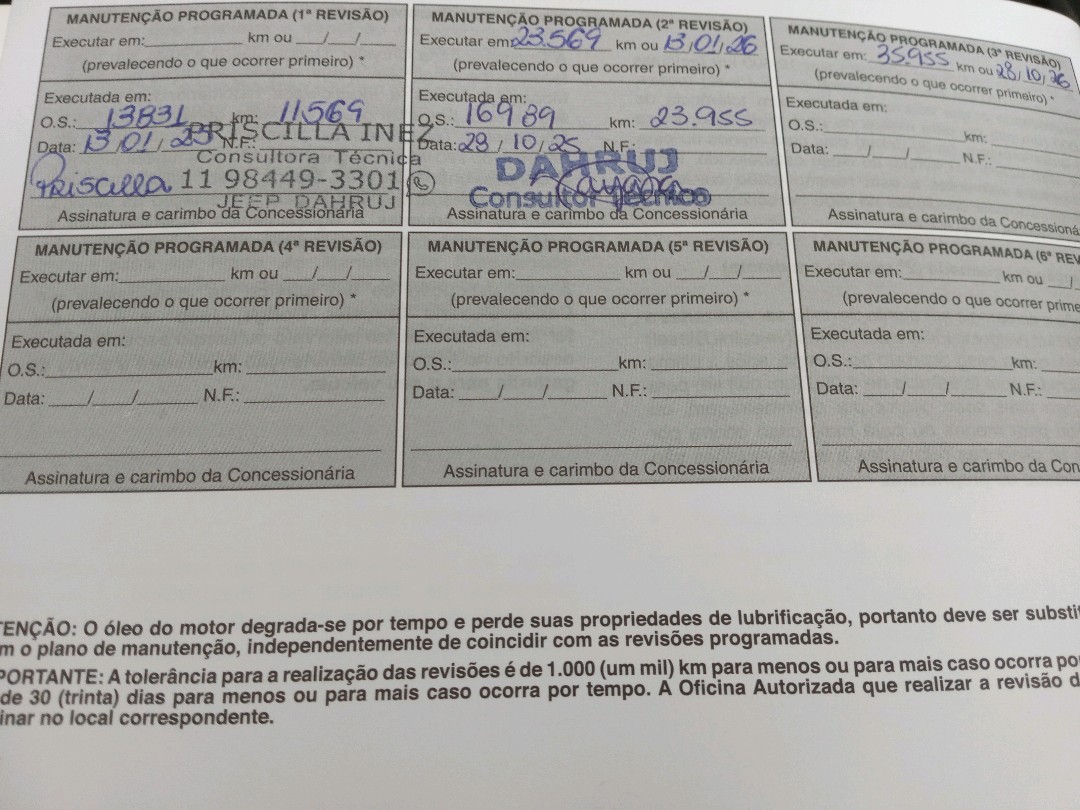 MANUTENÇÃO PROGRAMADA (1ª REVISÃO)
Executar em: km ou / /
(prevalecendo o que ocorrer primeiro) *
Executada em:
O.S.: 13831 km: 11.569
Data: 13/01/25 N.F.:
PRISCILLA INEZ
Consultora Técnica
Priscilla 11 98449-3301
JEEP DAHRUJ
Assinatura e carimbo da Concessionária
MANUTENÇÃO PROGRAMADA (2ª REVISÃO)
Executar em: 23.569 km ou 13/01/26
(prevalecendo o que ocorrer primeiro) *
Executada em:
O.S.: 16989 km: 23.955
Data: 28/10/25 N.F.:
DAHRUJ
Consultor Técnico
Assinatura e carimbo da Concessionária
MANUTENÇÃO PROGRAMADA (3ª REVISÃO)
Executar em: 35.955 km ou 28/10/26
(prevalecendo o que ocorrer primeiro) *
Executada em:
O.S.: km:
Data: / / N.F.:
Assinatura e carimbo da Concessioná
MANUTENÇÃO PROGRAMADA (4ª REVISÃO)
Executar em: km ou / /
(prevalecendo o que ocorrer primeiro) *
Executada em:
O.S.: km:
Data: / / N.F.:
Assinatura e carimbo da Concessionária
MANUTENÇÃO PROGRAMADA (5ª REVISÃO)
Executar em: km ou / /
(prevalecendo o que ocorrer primeiro) *
Executada em:
O.S.: km:
Data: / / N.F.:
Assinatura e carimbo da Concessionária
MANUTENÇÃO PROGRAMADA (6ª REV
Executar em: km ou /
(prevalecendo o que ocorrer prime
Executada em:
O.S.: km:
Data: / / N.F.:
Assinatura e carimbo da Con
TENÇÃO: O óleo do motor degrada-se por tempo e perde suas propriedades de lubrificação, portanto deve ser substit
m o plano de manutenção, independentemente de coincidir com as revisões programadas.
PORTANTE: A tolerância para a realização das revisões é de 1.000 (um mil) km para menos ou para mais caso ocorra po
de 30 (trinta) dias para menos ou para mais caso ocorra por tempo. A Oficina Autorizada que realizar a revisão d
inar no local correspondente.